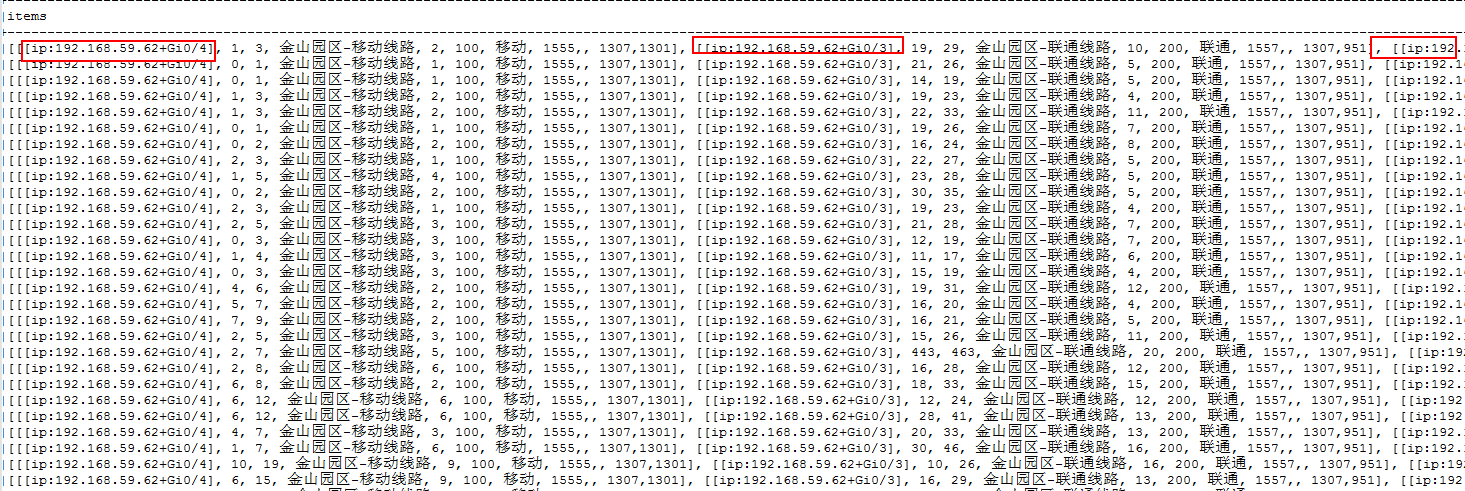 items
[[[ip:192.168.59.62+Gi0/4], 1, 3, 金山园区-移动线路, 2, 100, 移动, 1555,, 1307,1301], [[ip:192.168.59.62+Gi0/3], 19, 29, 金山园区-联通线路, 10, 200, 联通, 1557,, 1307,951], [[ip:192.
|[[[ip:192.168.59.62+Gi0/4], 0, 1, 金山园区-移动线路, 1, 100, 移动, 1555,, 1307,1301], [[ip:192.168.59.62+Gi0/3], 21, 26, 金山园区-联通线路, 5, 200, 联通, 1557,, 1307,951], [[ip:192.16
|[[[ip:192.168.59.62+Gi0/4], 0, 1, 金山园区-移动线路, 1, 100, 移动, 1555,, 1307,1301], [[ip:192.168.59.62+Gi0/3], 14, 19, 金山园区-联通线路, 5, 200, 联通, 1557,, 1307,951], [[ip:192.16
|[[[ip:192.168.59.62+Gi0/4], 1, 3, 金山园区-移动线路, 2, 100, 移动, 1555,, 1307,1301], [[ip:192.168.59.62+Gi0/3], 19, 23, 金山园区-联通线路, 4, 200, 联通, 1557,, 1307,951], [[ip:192.16
|[[[ip:192.168.59.62+Gi0/4], 1, 3, 金山园区-移动线路, 2, 100, 移动, 1555,, 1307,1301], [[ip:192.168.59.62+Gi0/3], 22, 33, 金山园区-联通线路, 11, 200, 联通, 1557,, 1307,951], [[ip:192.1
|[[[ip:192.168.59.62+Gi0/4], 0, 1, 金山园区-移动线路, 1, 100, 移动, 1555,, 1307,1301], [[ip:192.168.59.62+Gi0/3], 19, 26, 金山园区-联通线路, 7, 200, 联通, 1557,, 1307,951], [[ip:192.16
|[[[ip:192.168.59.62+Gi0/4], 0, 2, 金山园区-移动线路, 2, 100, 移动, 1555,, 1307,1301], [[ip:192.168.59.62+Gi0/3], 16, 24, 金山园区-联通线路, 8, 200, 联通, 1557,, 1307,951], [[ip:192.16
|[[[ip:192.168.59.62+Gi0/4], 2, 3, 金山园区-移动线路, 1, 100, 移动, 1555,, 1307,1301], [[ip:192.168.59.62+Gi0/3], 22, 27, 金山园区-联通线路, 5, 200, 联通, 1557,, 1307,951], [[ip:192.16
|[[[ip:192.168.59.62+Gi0/4], 1, 5, 金山园区-移动线路, 4, 100, 移动, 1555,, 1307,1301], [[ip:192.168.59.62+Gi0/3], 23, 28, 金山园区-联通线路, 5, 200, 联通, 1557,, 1307,951], [[ip:192.16
|[[[ip:192.168.59.62+Gi0/4], 0, 2, 金山园区-移动线路, 2, 100, 移动, 1555,, 1307,1301], [[ip:192.168.59.62+Gi0/3], 30, 35, 金山园区-联通线路, 5, 200, 联通, 1557,, 1307,951], [[ip:192.16
|[[[ip:192.168.59.62+Gi0/4], 2, 3, 金山园区-移动线路, 1, 100, 移动, 1555,, 1307,1301], [[ip:192.168.59.62+Gi0/3], 19, 23, 金山园区-联通线路, 4, 200, 联通, 1557,, 1307,951], [[ip:192.16
|[[[ip:192.168.59.62+Gi0/4], 2, 5, 金山园区-移动线路, 3, 100, 移动, 1555,, 1307,1301], [[ip:192.168.59.62+Gi0/3], 21, 28, 金山园区-联通线路, 7, 200, 联通, 1557,, 1307,951], [[ip:192.16
|[[[ip:192.168.59.62+Gi0/4], 0, 3, 金山园区-移动线路, 3, 100, 移动, 1555,, 1307,1301], [[ip:192.168.59.62+Gi0/3], 12, 19, 金山园区-联通线路, 7, 200, 联通, 1557,, 1307,951], [[ip:192.16
|[[[ip:192.168.59.62+Gi0/4], 1, 4, 金山园区-移动线路, 3, 100, 移动, 1555,, 1307,1301], [[ip:192.168.59.62+Gi0/3], 11, 17, 金山园区-联通线路, 6, 200, 联通, 1557,, 1307,951], [[ip:192.16
|[[[ip:192.168.59.62+Gi0/4], 0, 3, 金山园区-移动线路, 3, 100, 移动, 1555,, 1307,1301], [[ip:192.168.59.62+Gi0/3], 15, 19, 金山园区-联通线路, 4, 200, 联通, 1557,, 1307,951], [[ip:192.16
|[[[ip:192.168.59.62+Gi0/4], 4, 6, 金山园区-移动线路, 2, 100, 移动, 1555,, 1307,1301], [[ip:192.168.59.62+Gi0/3], 19, 31, 金山园区-联通线路, 12, 200, 联通, 1557,, 1307,951], [[ip:192.1
|[[[ip:192.168.59.62+Gi0/4], 5, 7, 金山园区-移动线路, 2, 100, 移动, 1555,, 1307,1301], [[ip:192.168.59.62+Gi0/3], 16, 20, 金山园区-联通线路, 4, 200, 联通, 1557,, 1307,951], [[ip:192.16
|[[[ip:192.168.59.62+Gi0/4], 7, 9, 金山园区-移动线路, 2, 100, 移动, 1555,, 1307,1301], [[ip:192.168.59.62+Gi0/3], 16, 21, 金山园区-联通线路, 5, 200, 联通, 1557,, 1307,951], [[ip:192.16
|[[[ip:192.168.59.62+Gi0/4], 2, 5, 金山园区-移动线路, 3, 100, 移动, 1555,, 1307,1301], [[ip:192.168.59.62+Gi0/3], 15, 26, 金山园区-联通线路, 11, 200, 联通, 1557,, 1307,951], [[ip:192.1
|[[[ip:192.168.59.62+Gi0/4], 2, 7, 金山园区-移动线路, 5, 100, 移动, 1555,, 1307,1301], [[ip:192.168.59.62+Gi0/3], 443, 463, 金山园区-联通线路, 20, 200, 联通, 1557,, 1307,951], [[ip:19
|[[[ip:192.168.59.62+Gi0/4], 2, 8, 金山园区-移动线路, 6, 100, 移动, 1555,, 1307,1301], [[ip:192.168.59.62+Gi0/3], 16, 28, 金山园区-联通线路, 12, 200, 联通, 1557,, 1307,951], [[ip:192.1
|[[[ip:192.168.59.62+Gi0/4], 6, 8, 金山园区-移动线路, 2, 100, 移动, 1555,, 1307,1301], [[ip:192.168.59.62+Gi0/3], 18, 33, 金山园区-联通线路, 15, 200, 联通, 1557,, 1307,951], [[ip:192.1
|[[[ip:192.168.59.62+Gi0/4], 6, 12, 金山园区-移动线路, 6, 100, 移动, 1555,, 1307,1301], [[ip:192.168.59.62+Gi0/3], 12, 24, 金山园区-联通线路, 12, 200, 联通, 1557,, 1307,951], [[ip:192.
|[[[ip:192.168.59.62+Gi0/4], 6, 12, 金山园区-移动线路, 6, 100, 移动, 1555,, 1307,1301], [[ip:192.168.59.62+Gi0/3], 28, 41, 金山园区-联通线路, 13, 200, 联通, 1557,, 1307,951], [[ip:192.
|[[[ip:192.168.59.62+Gi0/4], 4, 7, 金山园区-移动线路, 3, 100, 移动, 1555,, 1307,1301], [[ip:192.168.59.62+Gi0/3], 20, 33, 金山园区-联通线路, 13, 200, 联通, 1557,, 1307,951], [[ip:192.1
|[[[ip:192.168.59.62+Gi0/4], 1, 7, 金山园区-移动线路, 6, 100, 移动, 1555,, 1307,1301], [[ip:192.168.59.62+Gi0/3], 30, 46, 金山园区-联通线路, 16, 200, 联通, 1557,, 1307,951], [[ip:192.1
|[[[ip:192.168.59.62+Gi0/4], 10, 19, 金山园区-移动线路, 9, 100, 移动, 1555,, 1307,1301], [[ip:192.168.59.62+Gi0/3], 10, 26, 金山园区-联通线路, 16, 200, 联通, 1557,, 1307,951], [[ip:192
|[[[ip:192.168.59.62+Gi0/4], 6, 15, 金山园区-移动线路, 9, 100, 移动, 1555,, 1307,1301], [[ip:192.168.59.62+Gi0/3], 16, 29, 金山园区-联通线路, 13, 200, 联通, 1557,, 1307,951], [[ip:192.